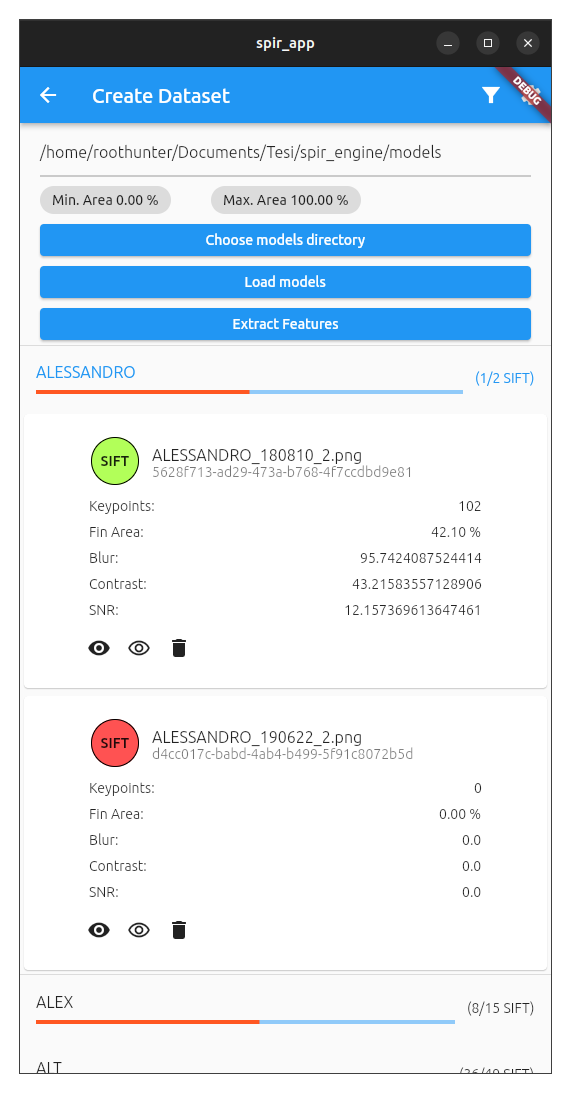 spir_app
Create Dataset
DEBUG
/home/roothunter/Documents/Tesi/spir_engine/models
Min. Area 0.00 % Max. Area 100.00 %
Choose models directory
Load models
Extract Features
ALESSANDRO (1/2 SIFT)
SIFT ALESSANDRO_180810_2.png
5628f713-ad29-473a-b768-4f7ccdbd9e81
Keypoints: 102
Fin Area: 42.10 %
Blur: 95.7424087524414
Contrast: 43.21583557128906
SNR: 12.157369613647461
SIFT ALESSANDRO_190622_2.png
d4cc017c-babd-4ab4-b499-5f91c8072b5d
Keypoints: 0
Fin Area: 0.00 %
Blur: 0.0
Contrast: 0.0
SNR: 0.0
ALEX (8/15 SIFT)
ALT